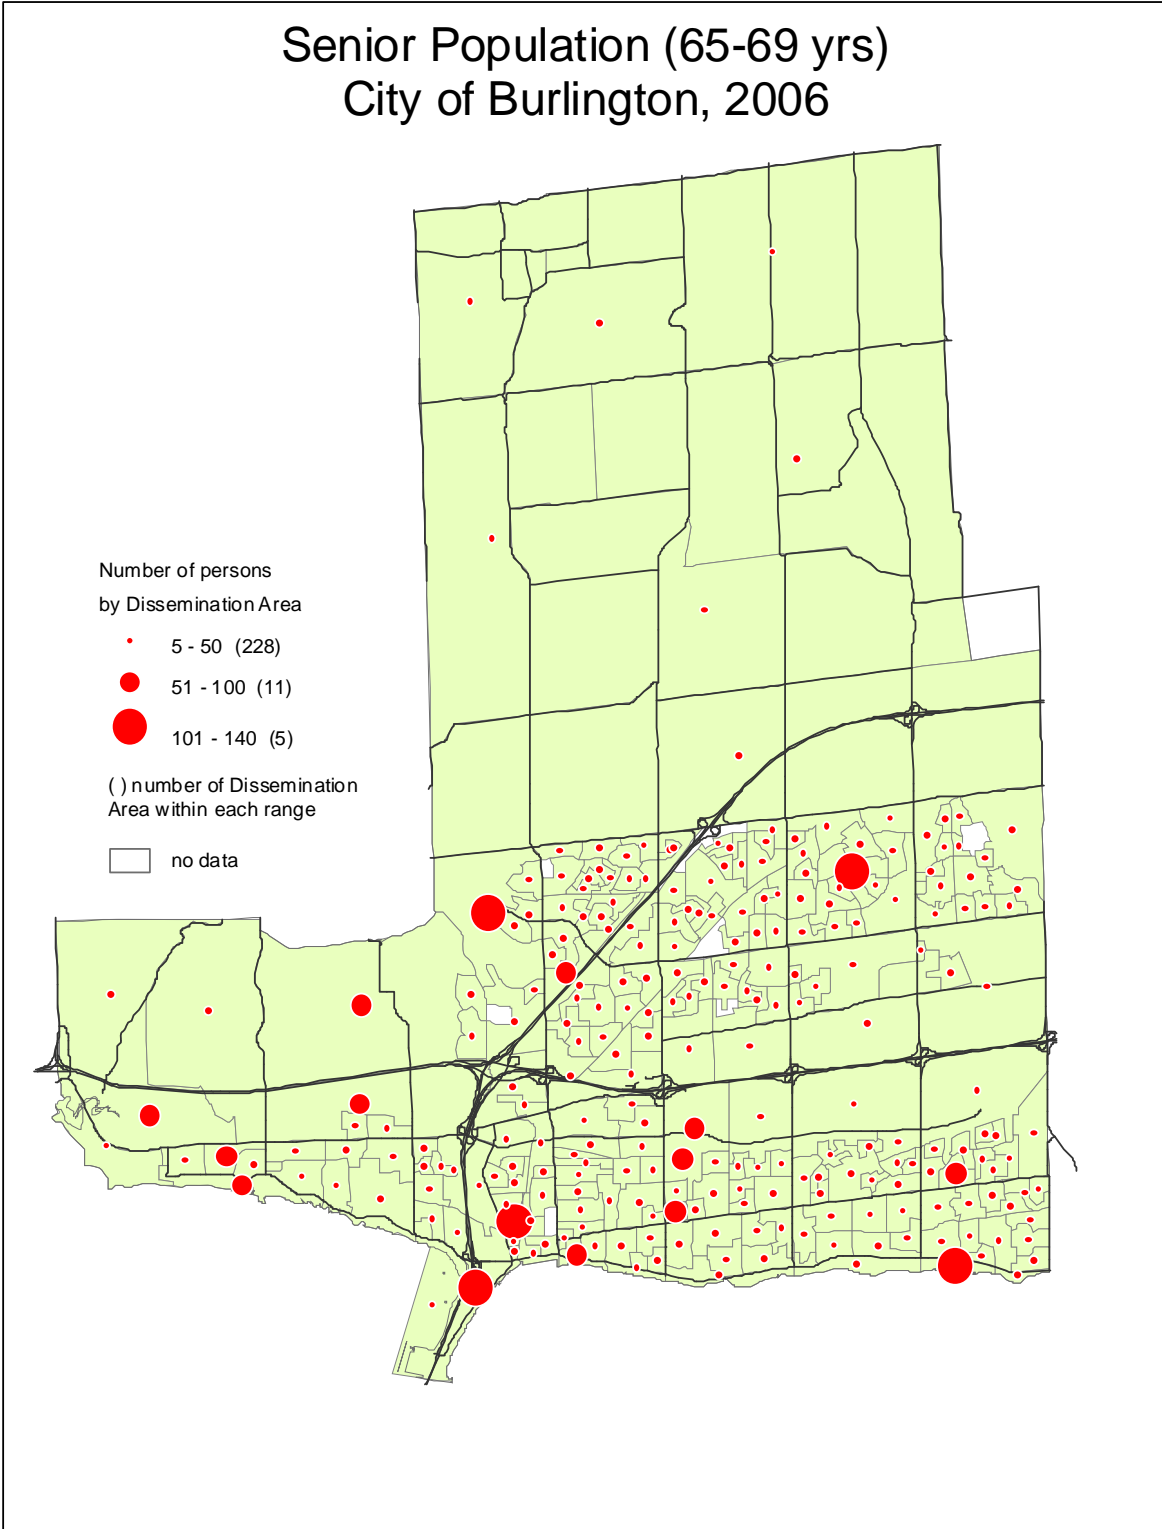 Senior Population (65-69 yrs)
City of Burlington, 2006
Number of persons
by Dissemination Area
5 - 50 (228)
51 - 100 (11)
101 - 140 (5)
( ) number of Dissemination
Area within each range
no data